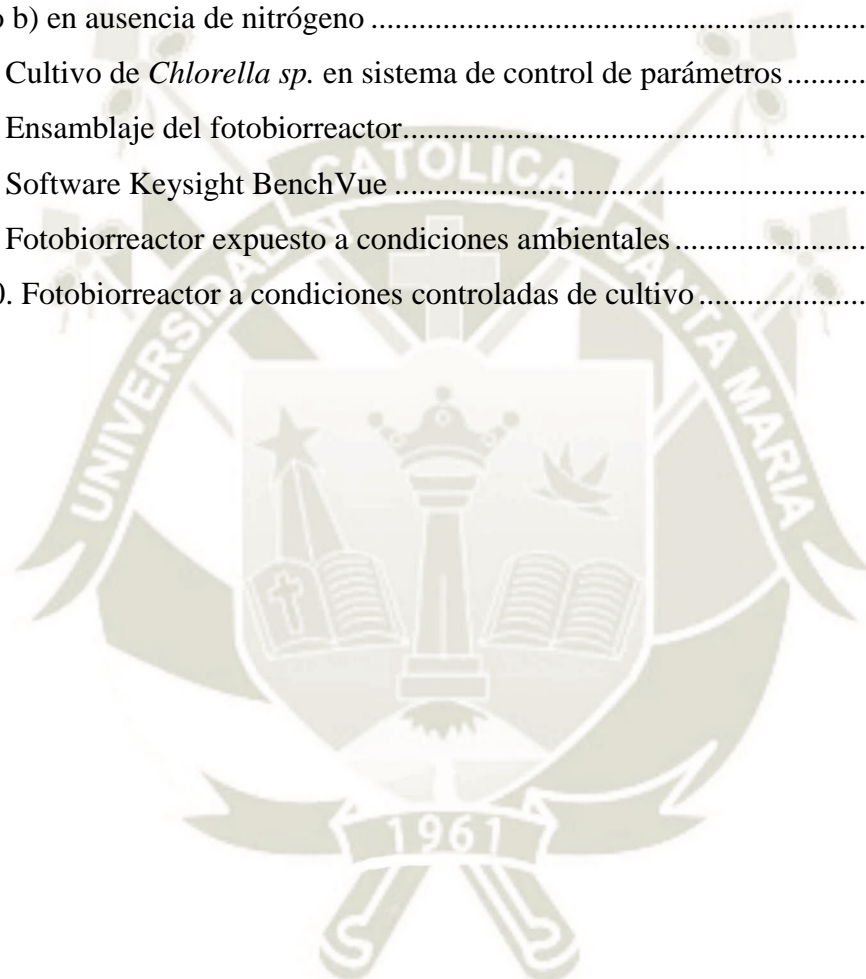 b) en ausencia de nitrógeno ....................................................................
Cultivo de Chlorella sp. en sistema de control de parámetros ..........
Ensamblaje del fotobiorreactor................................................................
Software Keysight BenchVue .................................................................
Fotobiorreactor expuesto a condiciones ambientales ..........................
0. Fotobiorreactor a condiciones controladas de cultivo .......................
UNIVERSIDAD CATOLICA SANTA MARIA
1961